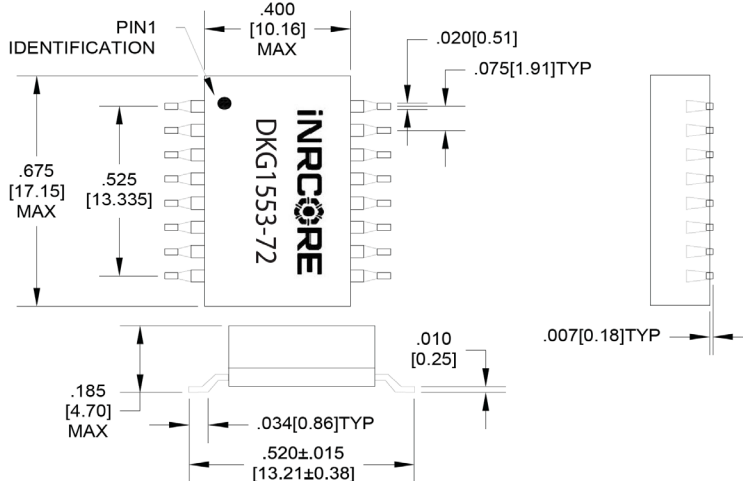 PIN1
IDENTIFICATION
.400
[10.16]
MAX
.020[0.51]
.075[1.91]TYP
.675
[17.15]
MAX
.525
[13.335]
iNRCORE
DKG1553-72
.007[0.18]TYP
.010
[0.25]
.185
[4.70]
MAX
.034[0.86]TYP
.520±.015
[13.21±0.38]